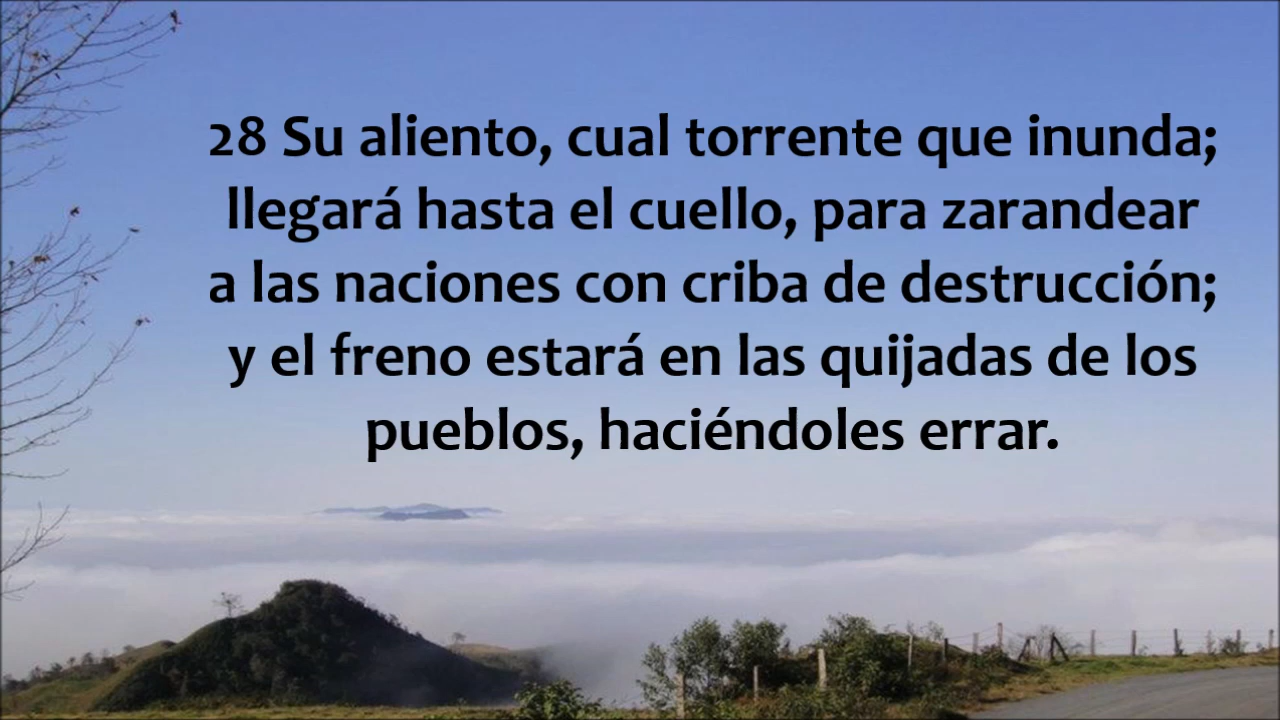 28 Su aliento, cual torrente que inunda;
llegará hasta el cuello, para zarandear
a las naciones con criba de destrucción;
y el freno estará en las quijadas de los
pueblos, haciéndoles errar.